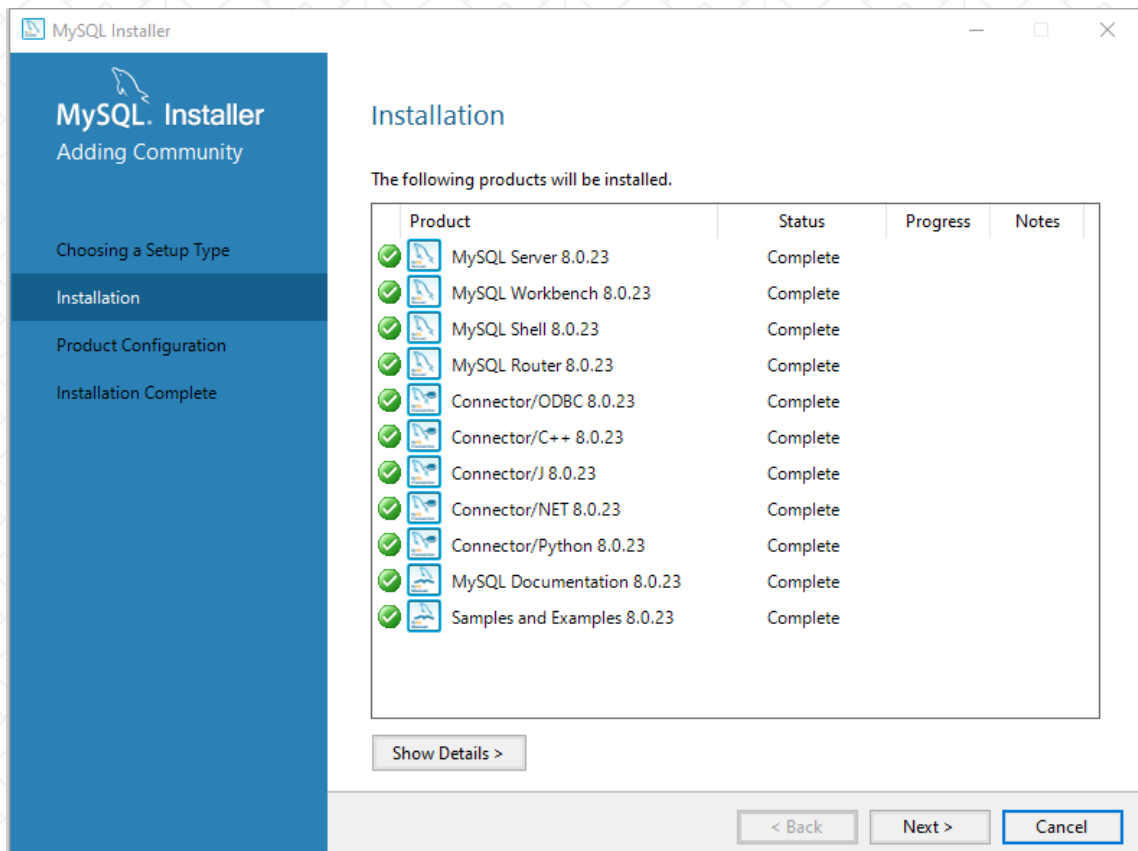 MySQL Installer
MySQL. Installer
Adding Community
Choosing a Setup Type
Installation
Product Configuration
Installation Complete
Installation
The following products will be installed.
Product Status Progress Notes
MySQL Server 8.0.23 Complete
MySQL Workbench 8.0.23 Complete
MySQL Shell 8.0.23 Complete
MySQL Router 8.0.23 Complete
Connector/ODBC 8.0.23 Complete
Connector/C++ 8.0.23 Complete
Connector/J 8.0.23 Complete
Connector/NET 8.0.23 Complete
Connector/Python 8.0.23 Complete
MySQL Documentation 8.0.23 Complete
Samples and Examples 8.0.23 Complete
Show Details >
< Back Next > Cancel